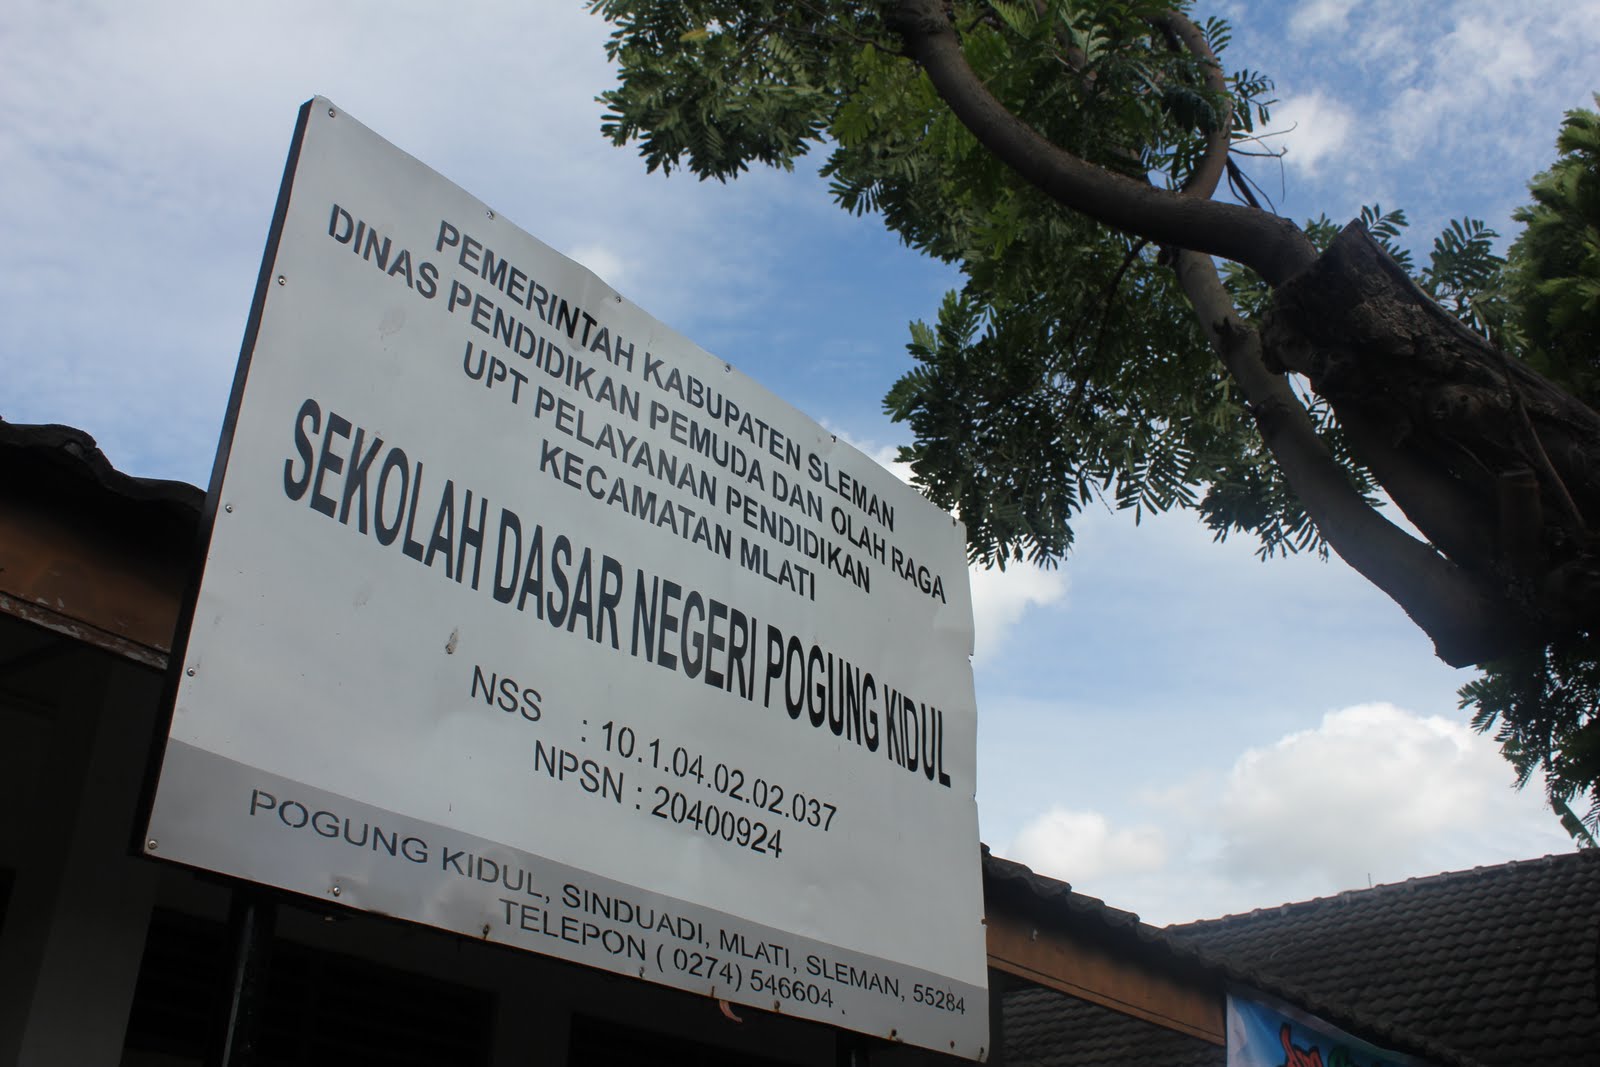 PEMERINTAH KABUPATEN SLEMAN
DINAS PENDIDIKAN PEMUDA DAN OLAH RAGA
UPT PELAYANAN PENDIDIKAN
KECAMATAN MLATI
SEKOLAH DASAR NEGERI POGUNG KIDUL
NSS : 10.1.04.02.02.037
NPSN : 20400924
POGUNG KIDUL, SINDUADI, MLATI, SLEMAN, 55284
TELEPON ( 0274) 546604 .